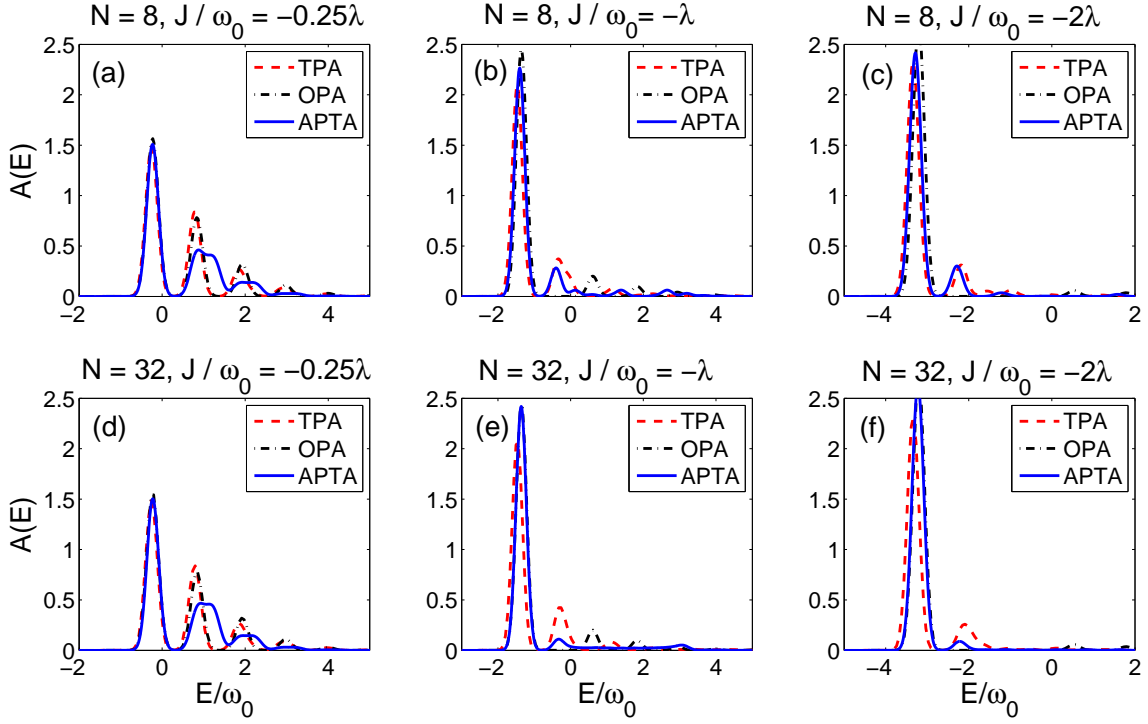 N = 8, J / ω₀ = −0.25λ
N = 8, J / ω₀ = −λ
N = 8, J / ω₀ = −2λ
A(E)
2.5
2
1.5
1
0.5
0
(a)
TPA
OPA
APTA
−2
0
2
4
2.5
2
1.5
1
0.5
0
(b)
TPA
OPA
APTA
−2
0
2
4
2.5
2
1.5
1
0.5
0
(c)
TPA
OPA
APTA
−4
−2
0
2
N = 32, J / ω₀ = −0.25λ
N = 32, J / ω₀ = −λ
N = 32, J / ω₀ = −2λ
A(E)
2.5
2
1.5
1
0.5
0
(d)
TPA
OPA
APTA
−2
0
2
4
E/ω₀
2.5
2
1.5
1
0.5
0
(e)
TPA
OPA
APTA
−2
0
2
4
E/ω₀
2.5
2
1.5
1
0.5
0
(f)
TPA
OPA
APTA
−4
−2
0
2
E/ω₀